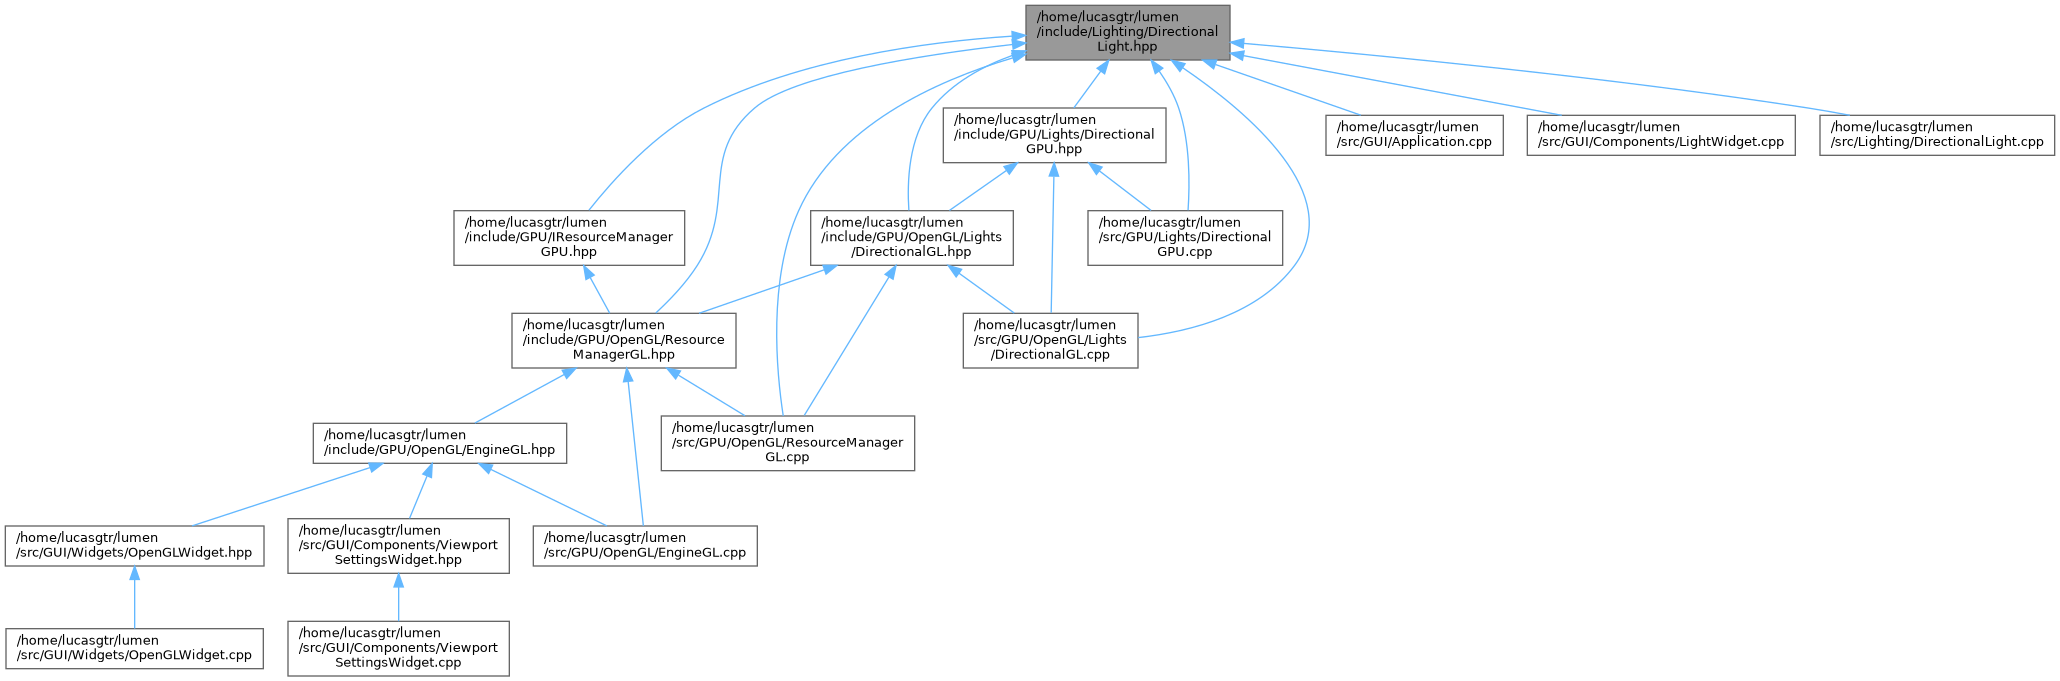 /home/lucasgtr/lumen
/include/Lighting/Directional
Light.hpp
/home/lucasgtr/lumen
/include/GPU/Lights/Directional
GPU.hpp
/home/lucasgtr/lumen
/src/GUI/Application.cpp
/home/lucasgtr/lumen
/src/GUI/Components/LightWidget.cpp
/home/lucasgtr/lumen
/src/Lighting/DirectionalLight.cpp
/home/lucasgtr/lumen
/include/GPU/IResourceManager
GPU.hpp
/home/lucasgtr/lumen
/include/GPU/OpenGL/Lights
/DirectionalGL.hpp
/home/lucasgtr/lumen
/src/GPU/Lights/Directional
GPU.cpp
/home/lucasgtr/lumen
/include/GPU/OpenGL/Resource
ManagerGL.hpp
/home/lucasgtr/lumen
/src/GPU/OpenGL/Lights
/DirectionalGL.cpp
/home/lucasgtr/lumen
/include/GPU/OpenGL/EngineGL.hpp
/home/lucasgtr/lumen
/src/GPU/OpenGL/ResourceManager
GL.cpp
/home/lucasgtr/lumen
/src/GUI/Widgets/OpenGLWidget.hpp
/home/lucasgtr/lumen
/src/GUI/Components/Viewport
SettingsWidget.hpp
/home/lucasgtr/lumen
/src/GPU/OpenGL/EngineGL.cpp
/home/lucasgtr/lumen
/src/GUI/Widgets/OpenGLWidget.cpp
/home/lucasgtr/lumen
/src/GUI/Components/Viewport
SettingsWidget.cpp